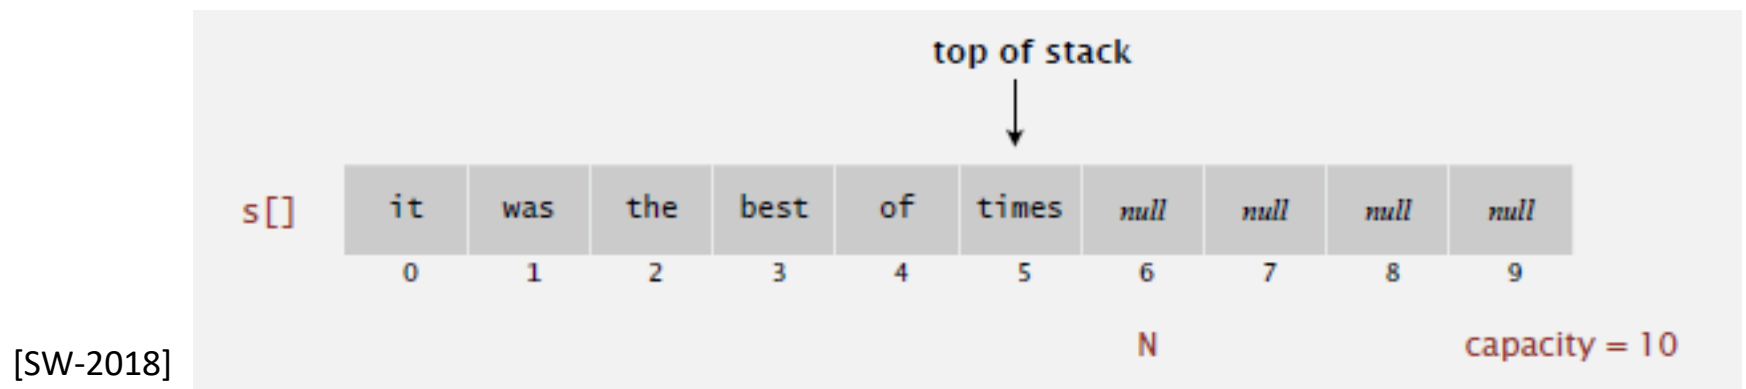 top of stack
s[] it was the best of times null null null null
0 1 2 3 4 5 6 7 8 9
N capacity = 10
[SW-2018]